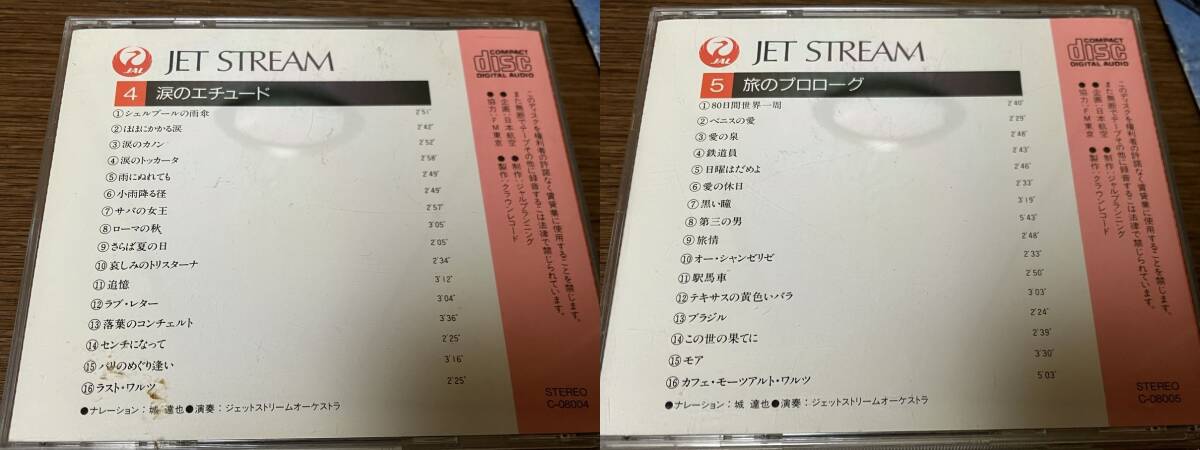 JAL
JET STREAM
COMPACT
disc
DIGITAL AUDIO
4 涙のエチュード
①シェルブールの雨傘 2'51"
②ほほにかかる涙 2'42"
③涙のカノン 2'52"
④涙のトッカータ 2'58"
⑤雨にぬれても 2'49"
⑥小雨降る径 2'49"
⑦サバの女王 2'57"
⑧ローマの秋 3'05"
⑨さらば夏の日 2'05"
⑩哀しみのトリスターナ 2'34"
⑪追憶 3'12"
⑫ラブ・レター 3'04"
⑬落葉のコンチェルト 3'36"
⑭センチになって 2'25"
⑮パリのめぐり逢い 3'16"
⑯ラスト・ワルツ 2'25"
●ナレーション：城 達也●演奏：ジェットストリームオーケストラ
このディスクを権利者の許諾なく賃貸業に使用することを禁じます。
また無断でテープその他に録音することは法律で禁じられています。
●企画：日本航空 ●制作：ジャルプランニング
●協力：FM東京 ●製作：クラウンレコード
STEREO
C-08004
JAL
JET STREAM
COMPACT
disc
DIGITAL AUDIO
5 旅のプロローグ
①80日間世界一周 2'40"
②ベニスの愛 2'29"
③愛の泉 2'48"
④鉄道員 2'43"
⑤日曜はだめよ 2'46"
⑥愛の休日 2'33"
⑦黒い瞳 3'19"
⑧第三の男 5'43"
⑨旅情 2'48"
⑩オー・シャンゼリゼ 2'33"
⑪駅馬車 2'50"
⑫テキサスの黄色いバラ 3'03"
⑬ブラジル 2'24"
⑭この世の果てに 2'39"
⑮モア 3'30"
⑯カフェ・モーツアルト・ワルツ 5'03"
●ナレーション：城 達也●演奏：ジェットストリームオーケストラ
このディスクを権利者の許諾なく賃貸業に使用することを禁じます。
また無断でテープその他に録音することは法律で禁じられています。
●企画：日本航空 ●制作：ジャルプランニング
●協力：FM東京 ●製作：クラウンレコード
STEREO
C-08005